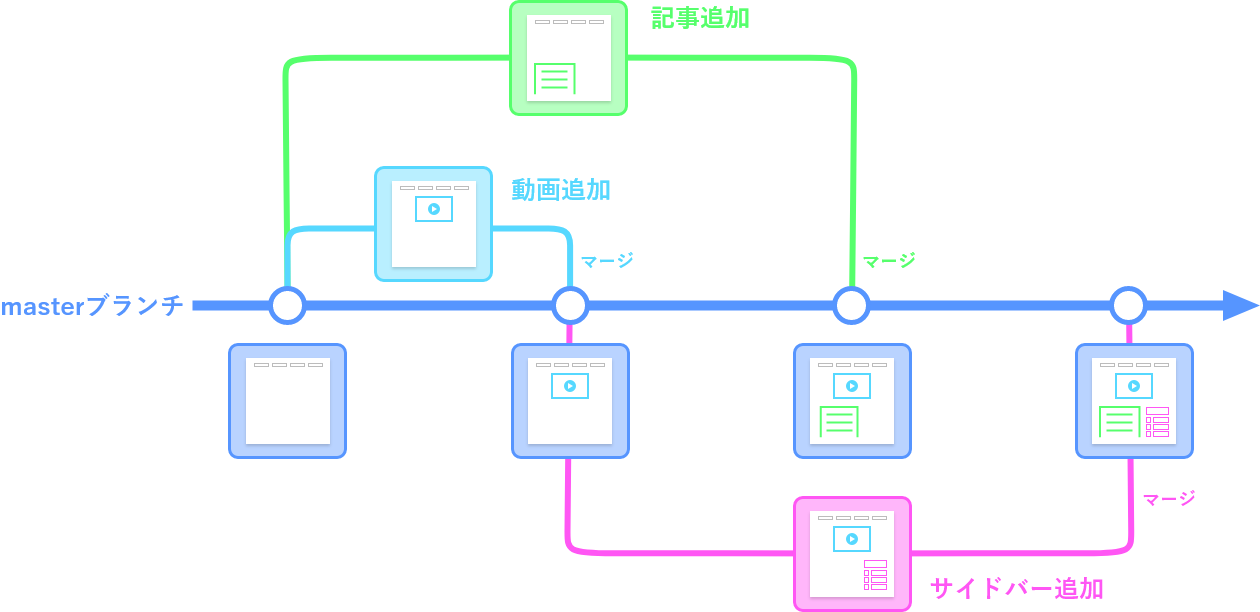 記事追加
動画追加
マージ
マージ
masterブランチ
マージ
サイドバー追加